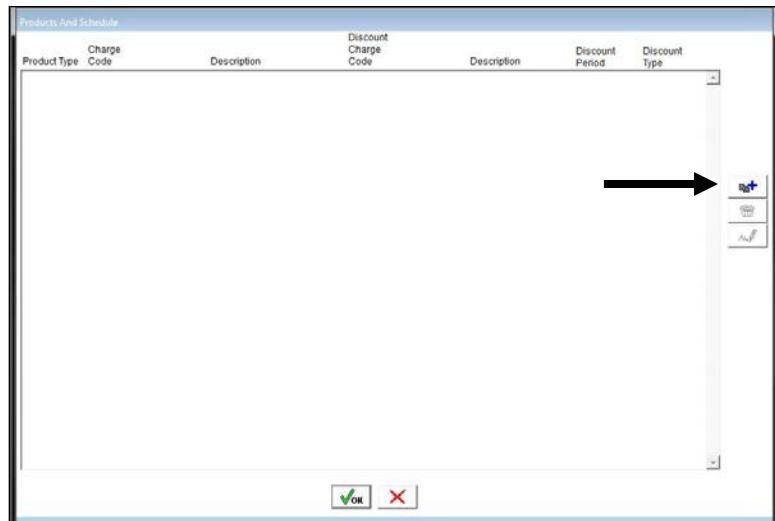 Products And Schedule
Product Type
Charge Code
Description
Discount Charge Code
Description
Discount Period
Discount Type
OK